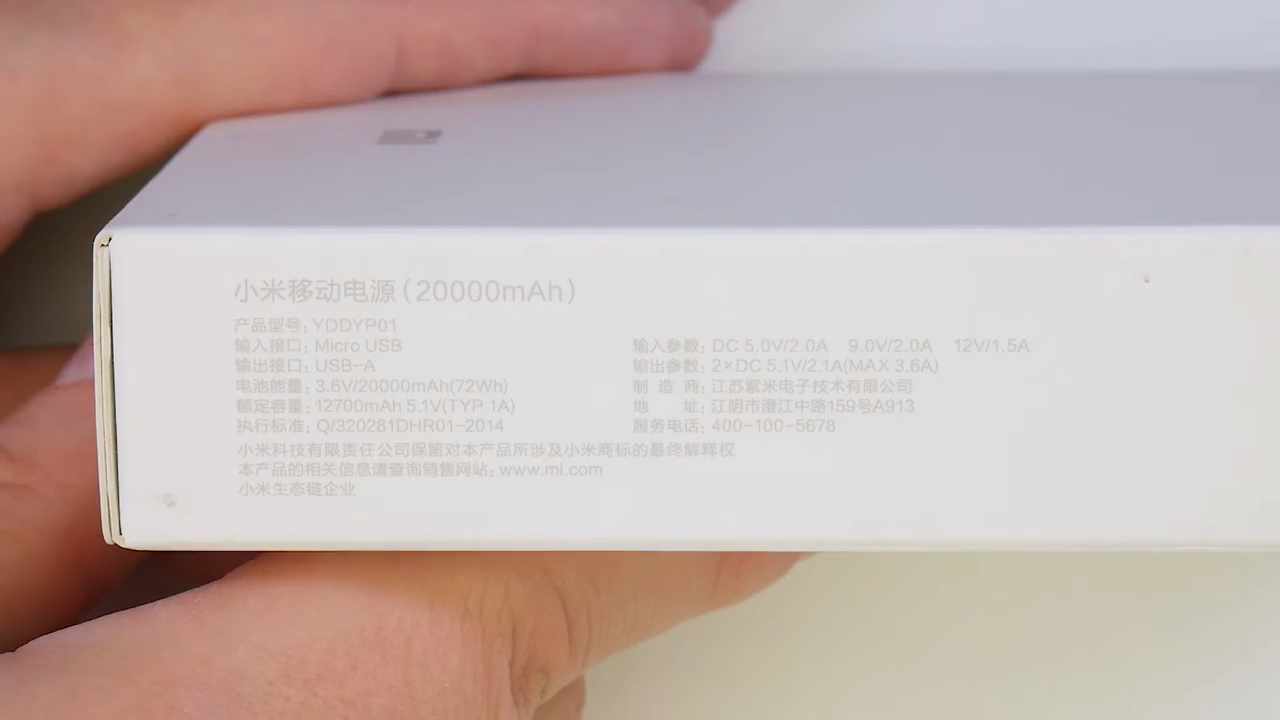 小米移动电源(20000mAh)
产品型号: YDDYP01
输入接口: Micro USB
输出接口: USB-A
电池能量: 3.6V/20000mAh(72Wh)
额定容量: 12700mAh 5.1V(TYP 1A)
执行标准: Q/320281DHR01-2014
输入参数: DC 5.0V/2.0A 9.0V/2.0A 12V/1.5A
输出参数: 2×DC 5.1V/2.1A(MAX 3.6A)
制 造 商: 江苏紫米电子技术有限公司
地 址: 江阴市澄江中路159号A913
服务电话: 400-100-5678
小米科技有限责任公司保留对本产品所涉及小米商标的最终解释权
本产品的相关信息请查询销售网站: www.mi.com
小米生态链企业